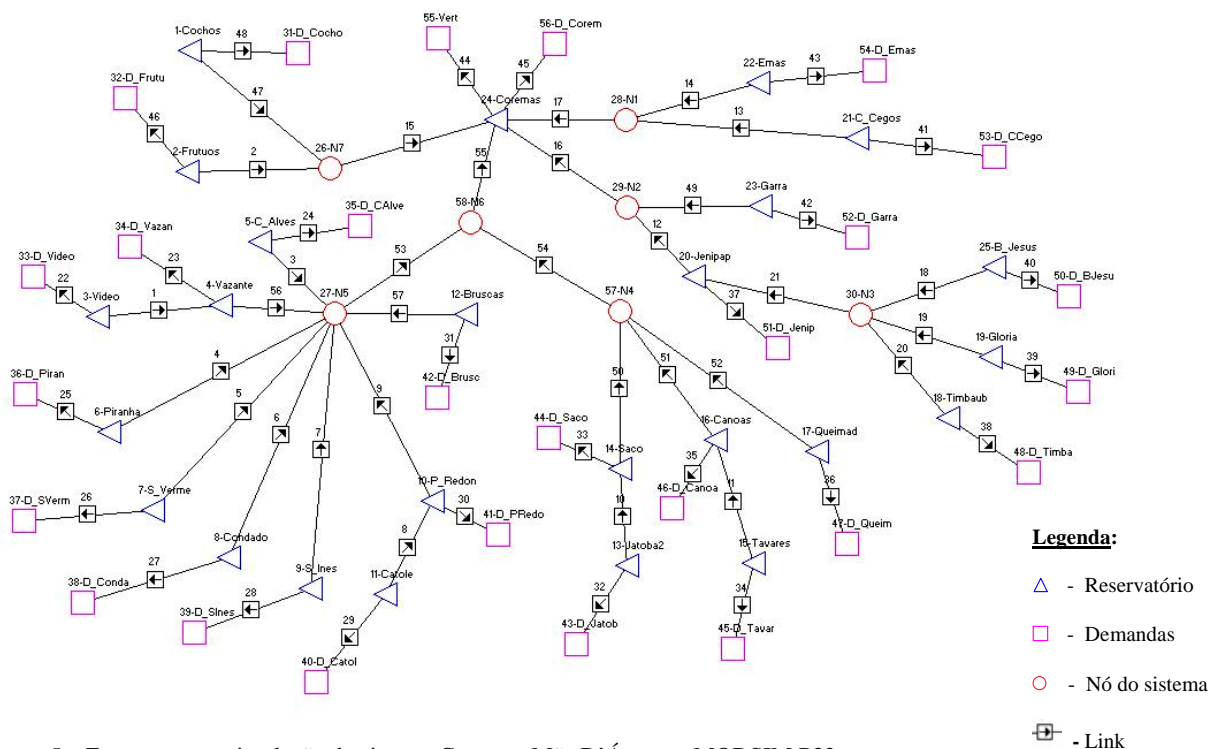 55-Vert
56-D_Corem
1-Cochos
48
31-D_Cocho
54-D_Emas
22-Emas
43
32-D_Frutu
44
45
14
47
24-Coremas
17
28-N1
13
21-C_Cegos
46
15
41
53-D_CCego
2-Frutuos
2
26-N7
55
16
29-N2
49
23-Garra
35-D_CAlve
24
5-C_Alves
58-N6
42
52-D_Garra
34-D_Vazan
12
33-D_Video
3
53
54
20-Jenipap
25-B_Jesus
40
50-D_BJesu
22
23
4-Vazante
21
18
1
56
27-N5
57
12-Bruscas
57-N4
37
30-N3
3-Video
51-D_Jenip
19
19-Gloria
4
31
20
39
49-D_Glori
36-D_Piran
9
42-D_Brusc
51
52
25
5
50
18-Timbaub
6-Piranha
6
44-D_Saco
16-Canoas
38
7
33
17-Queimad
48-D_Timba
14-Saco
35
10-P_Redon
46-D_Canoa
11
36
37-D_SVerm
26
7-S_Verme
30
41-D_PRedo
10
47-D_Queim
8
8-Condado
13-Jatoba2
15-Tavares
Legenda:
27
9-S_Ines
11-Catole
38-D_Conda
28
32
34
- Reservatório
39-D_SInes
29
43-D_Jatob
45-D_Tavar
- Demandas
40-D_Catol
- Nó do sistema
- Link